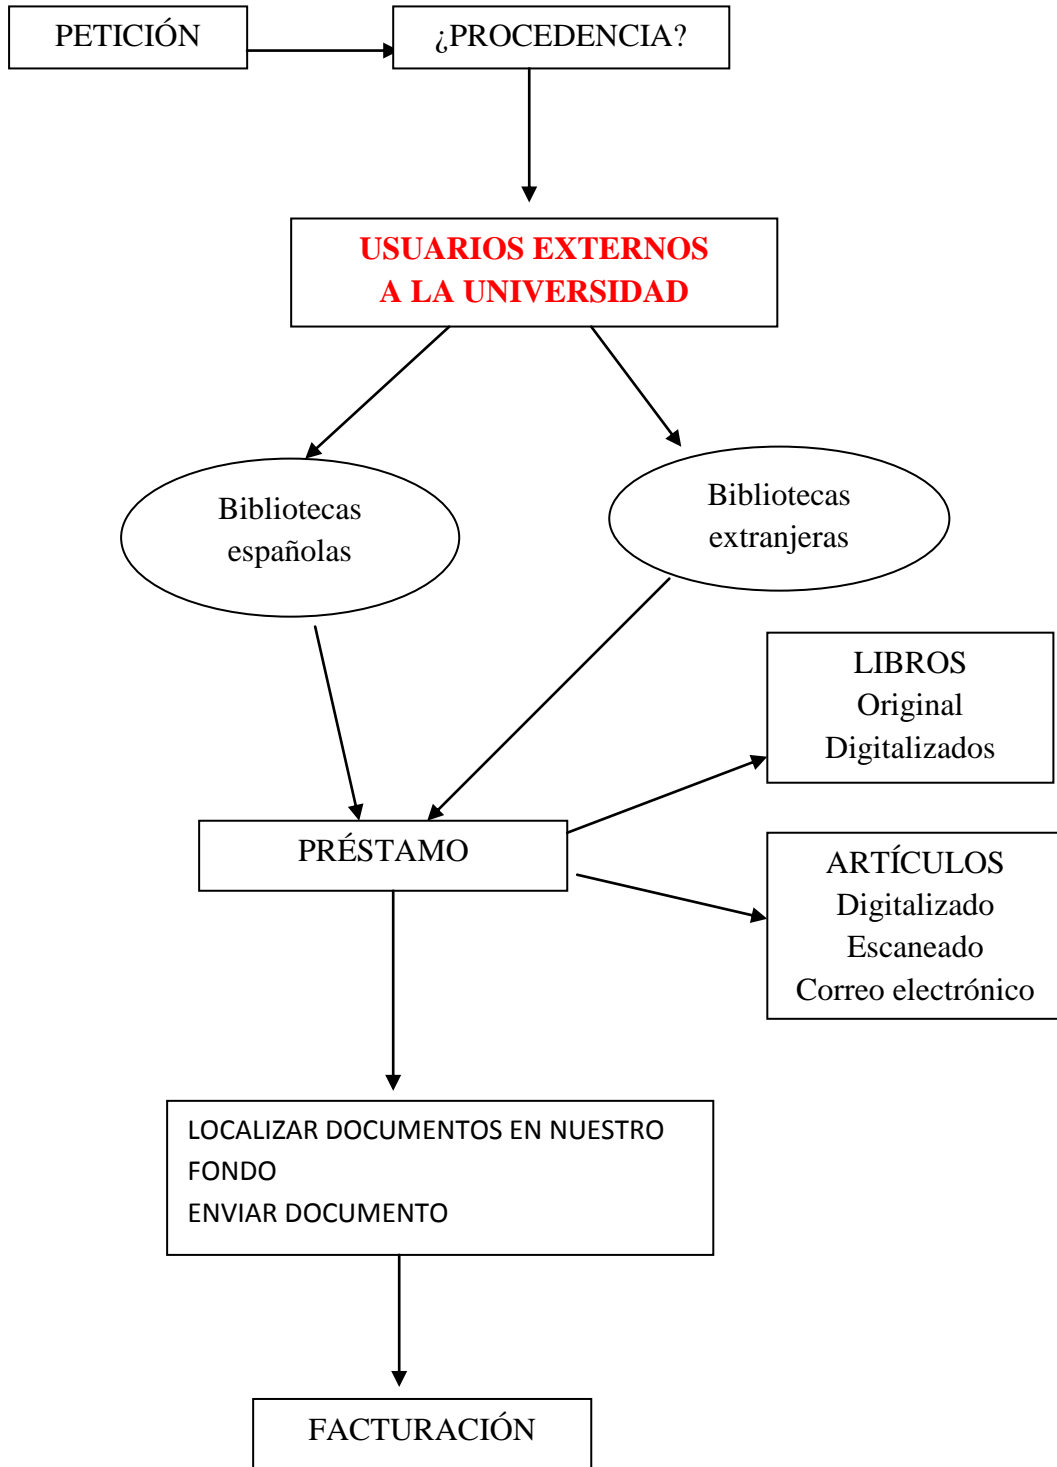 PETICIÓN
¿PROCEDENCIA?
USUARIOS EXTERNOS
A LA UNIVERSIDAD
Bibliotecas
españolas
Bibliotecas
extranjeras
LIBROS
Original
Digitalizados
PRÉSTAMO
ARTÍCULOS
Digitalizado
Escaneado
Correo electrónico
LOCALIZAR DOCUMENTOS EN NUESTRO
FONDO
ENVIAR DOCUMENTO
FACTURACIÓN